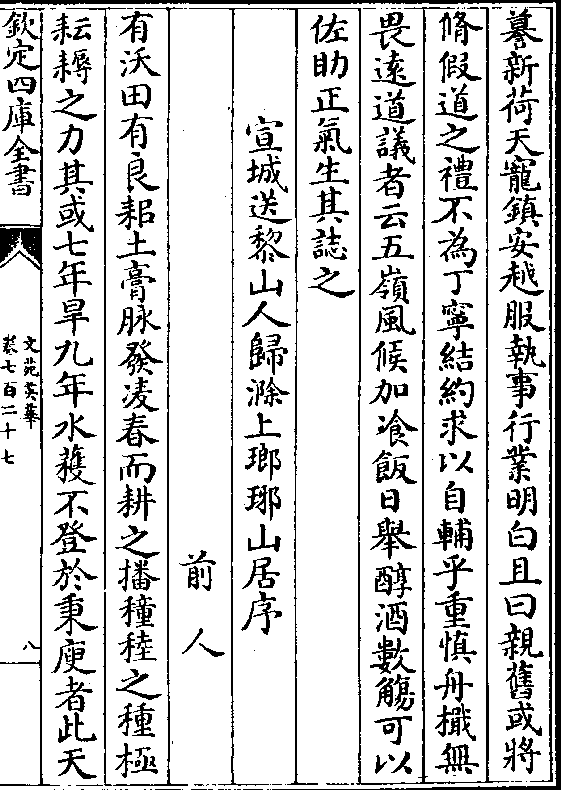 暮新荷天寵鎮安越服執事行業明白且曰親舊或將
脩假道之禮不為丁寧結約求以自輔乎重慎舟檝無
畏遠道議者云五嶺風候加飡飯日舉醇酒數觴可以
佐助正氣生其誌之
宣城送黎山人歸滁上瑯琊山居序
前人
有沃田有良耜土膏脉發凌春而耕之播穜稑之種極
耘耨之力其或七年旱九年水蓘不登於秉庾者此天
欽定四庫全書
文苑英華
卷七百二十七
八